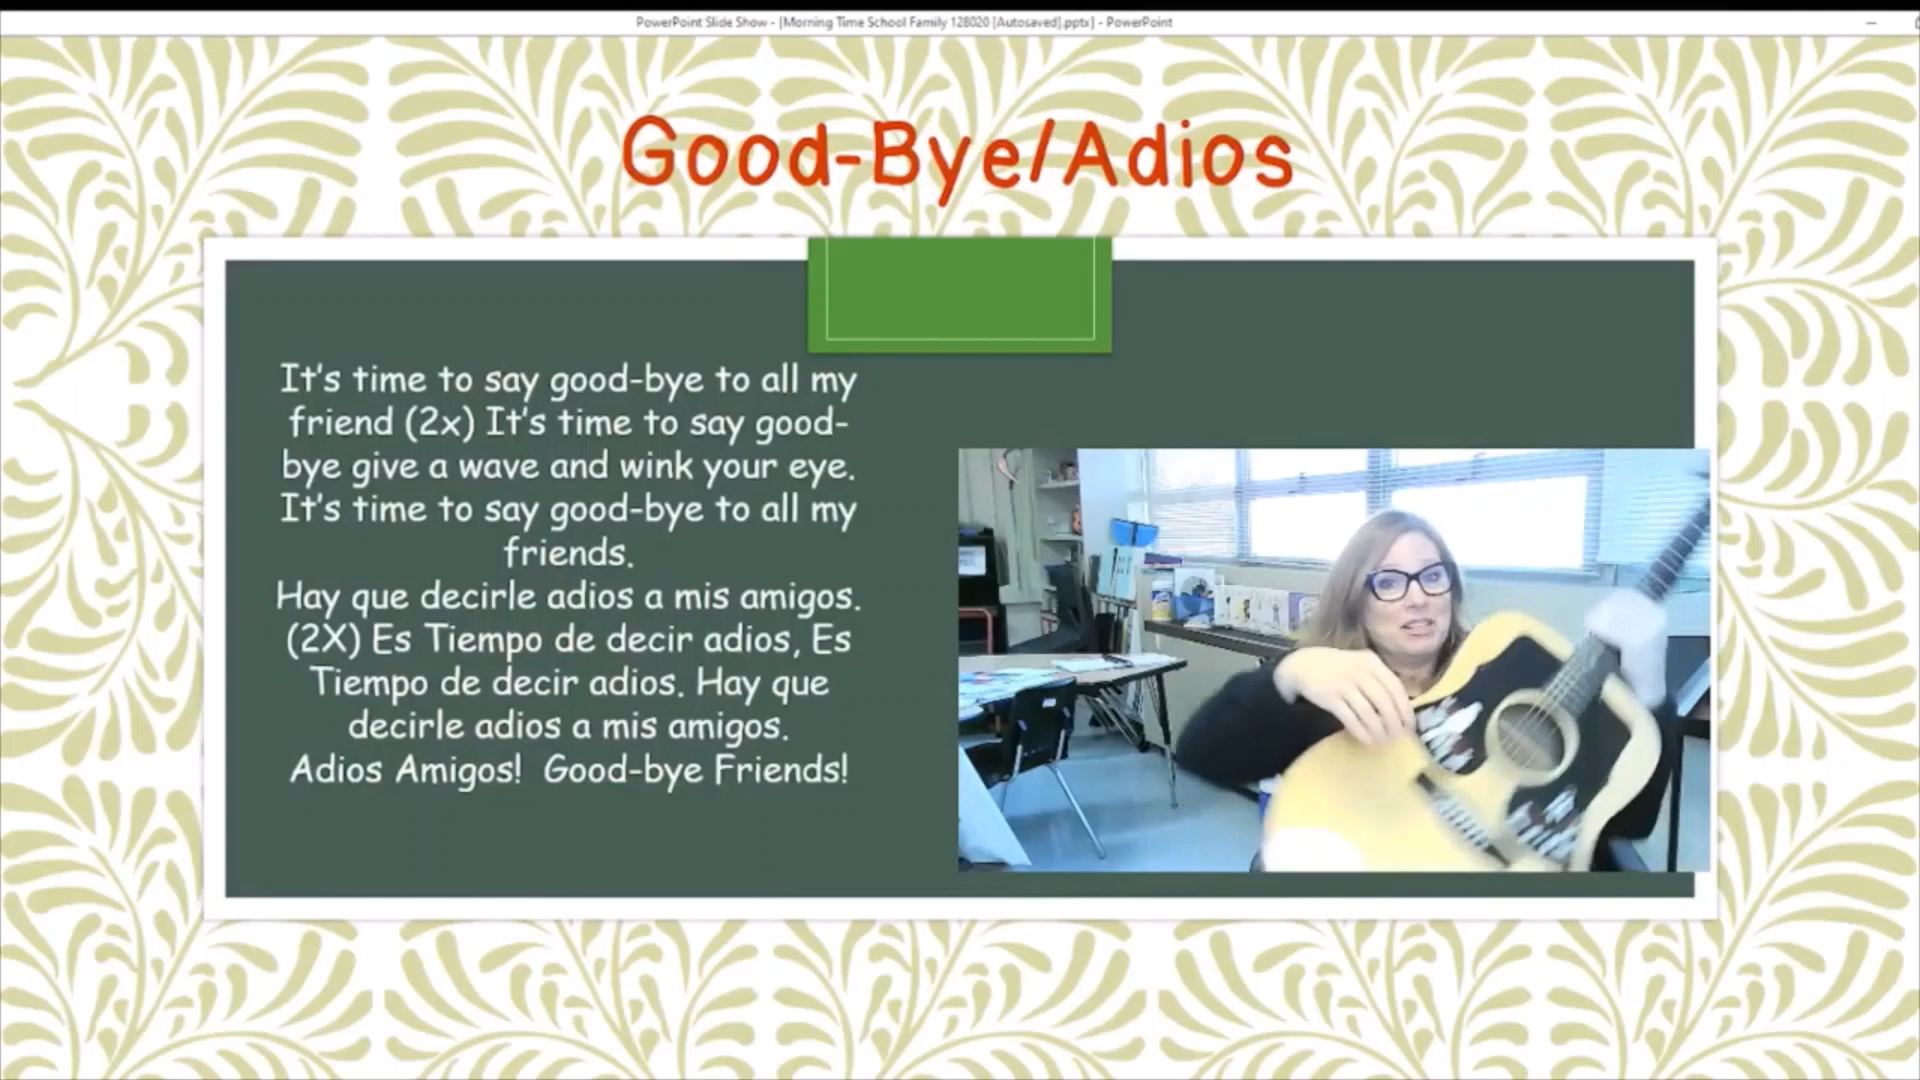 PowerPoint Slide Show - [Morning Time School Family 128020 [Autosaved].pptx] - PowerPoint
Good-Bye/Adios
It's time to say good-bye to all my
friend (2x) It's time to say good-
bye give a wave and wink your eye.
It's time to say good-bye to all my
friends.
Hay que decirle adios a mis amigos.
(2X) Es Tiempo de decir adios, Es
Tiempo de decir adios. Hay que
decirle adios a mis amigos.
Adios Amigos!  Good-bye Friends!